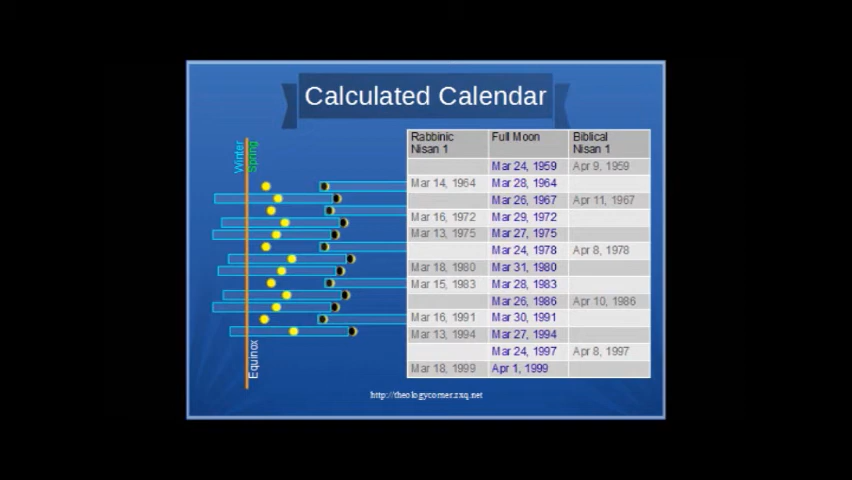 Calculated Calendar
Winter
Spring
Equinox
Rabbinic Nisan 1 Full Moon Biblical Nisan 1
Mar 24, 1959 Apr 9, 1959
Mar 14, 1964 Mar 28, 1964
Mar 26, 1967 Apr 11, 1967
Mar 16, 1972 Mar 29, 1972
Mar 13, 1975 Mar 27, 1975
Mar 24, 1978 Apr 8, 1978
Mar 18, 1980 Mar 31, 1980
Mar 15, 1983 Mar 28, 1983
Mar 26, 1986 Apr 10, 1986
Mar 16, 1991 Mar 30, 1991
Mar 13, 1994 Mar 27, 1994
Mar 24, 1997 Apr 8, 1997
Mar 18, 1999 Apr 1, 1999
http://theologycorner.zxq.net